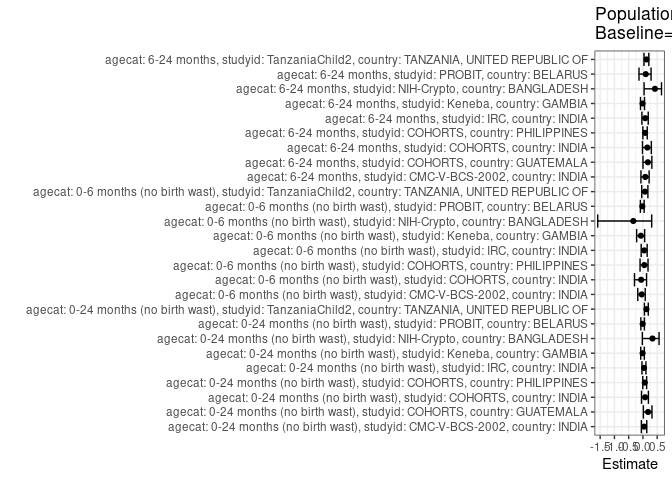 Population
Baseline=
agecat: 6-24 months, studyid: TanzaniaChild2, country: TANZANIA, UNITED REPUBLIC OF
agecat: 6-24 months, studyid: PROBIT, country: BELARUS
agecat: 6-24 months, studyid: NIH-Crypto, country: BANGLADESH
agecat: 6-24 months, studyid: Keneba, country: GAMBIA
agecat: 6-24 months, studyid: IRC, country: INDIA
agecat: 6-24 months, studyid: COHORTS, country: PHILIPPINES
agecat: 6-24 months, studyid: COHORTS, country: INDIA
agecat: 6-24 months, studyid: COHORTS, country: GUATEMALA
agecat: 6-24 months, studyid: CMC-V-BCS-2002, country: INDIA
agecat: 0-6 months (no birth wast), studyid: TanzaniaChild2, country: TANZANIA, UNITED REPUBLIC OF
agecat: 0-6 months (no birth wast), studyid: PROBIT, country: BELARUS
agecat: 0-6 months (no birth wast), studyid: NIH-Crypto, country: BANGLADESH
agecat: 0-6 months (no birth wast), studyid: Keneba, country: GAMBIA
agecat: 0-6 months (no birth wast), studyid: IRC, country: INDIA
agecat: 0-6 months (no birth wast), studyid: COHORTS, country: PHILIPPINES
agecat: 0-6 months (no birth wast), studyid: COHORTS, country: INDIA
agecat: 0-6 months (no birth wast), studyid: CMC-V-BCS-2002, country: INDIA
agecat: 0-24 months (no birth wast), studyid: TanzaniaChild2, country: TANZANIA, UNITED REPUBLIC OF
agecat: 0-24 months (no birth wast), studyid: PROBIT, country: BELARUS
agecat: 0-24 months (no birth wast), studyid: NIH-Crypto, country: BANGLADESH
agecat: 0-24 months (no birth wast), studyid: Keneba, country: GAMBIA
agecat: 0-24 months (no birth wast), studyid: IRC, country: INDIA
agecat: 0-24 months (no birth wast), studyid: COHORTS, country: PHILIPPINES
agecat: 0-24 months (no birth wast), studyid: COHORTS, country: INDIA
agecat: 0-24 months (no birth wast), studyid: COHORTS, country: GUATEMALA
agecat: 0-24 months (no birth wast), studyid: CMC-V-BCS-2002, country: INDIA
-1.5 -1.0 -0.5 0.0 0.5
Estimate